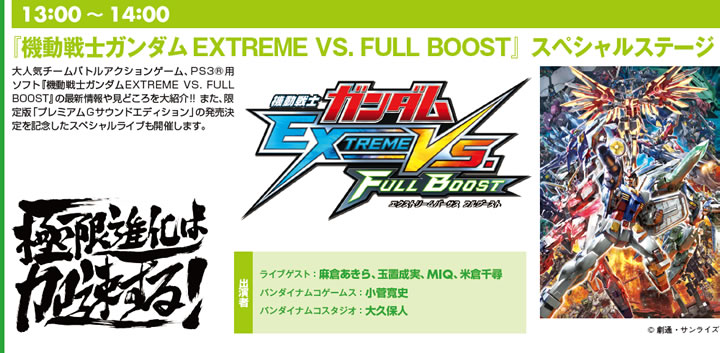 13:00 ~ 14:00
『機動戦士ガンダム EXTREME VS. FULL BOOST』 スペシャルステージ
大人気チームバトルアクションゲーム、PS3®用
ソフト『機動戦士ガンダムEXTREME VS. FULL
BOOST』の最新情報や見どころを大紹介!! また、限
定版「プレミアムGサウンドエディション」の発売決
定を記念したスペシャルライブも開催します。
機動戦士
ガンダム
EXTREME VS.
FULL BOOST
エクストリームバーサス フルブースト
極限進化は
加速する!
出演者
ライブゲスト：麻倉あきら、玉置成実、MIQ、米倉千尋
バンダイナムコゲームス：小菅寛史
バンダイナムコスタジオ：大久保人
© 創通・サンライズ